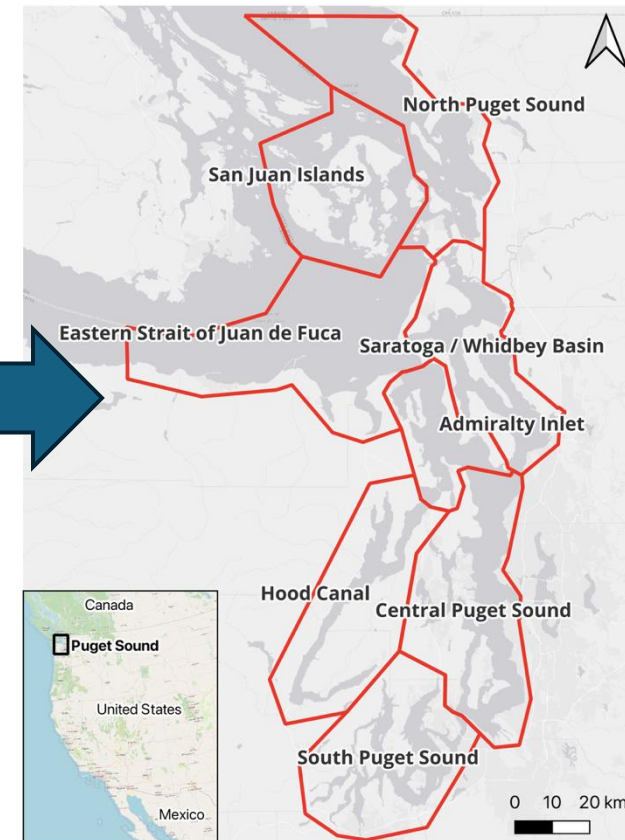 North Puget Sound
San Juan Islands
Eastern Strait of Juan de Fuca
Saratoga / Whidbey Basin
Admiralty Inlet
Hood Canal
Central Puget Sound
South Puget Sound
Canada
Puget Sound
United States
Mexico
0 10 20 km